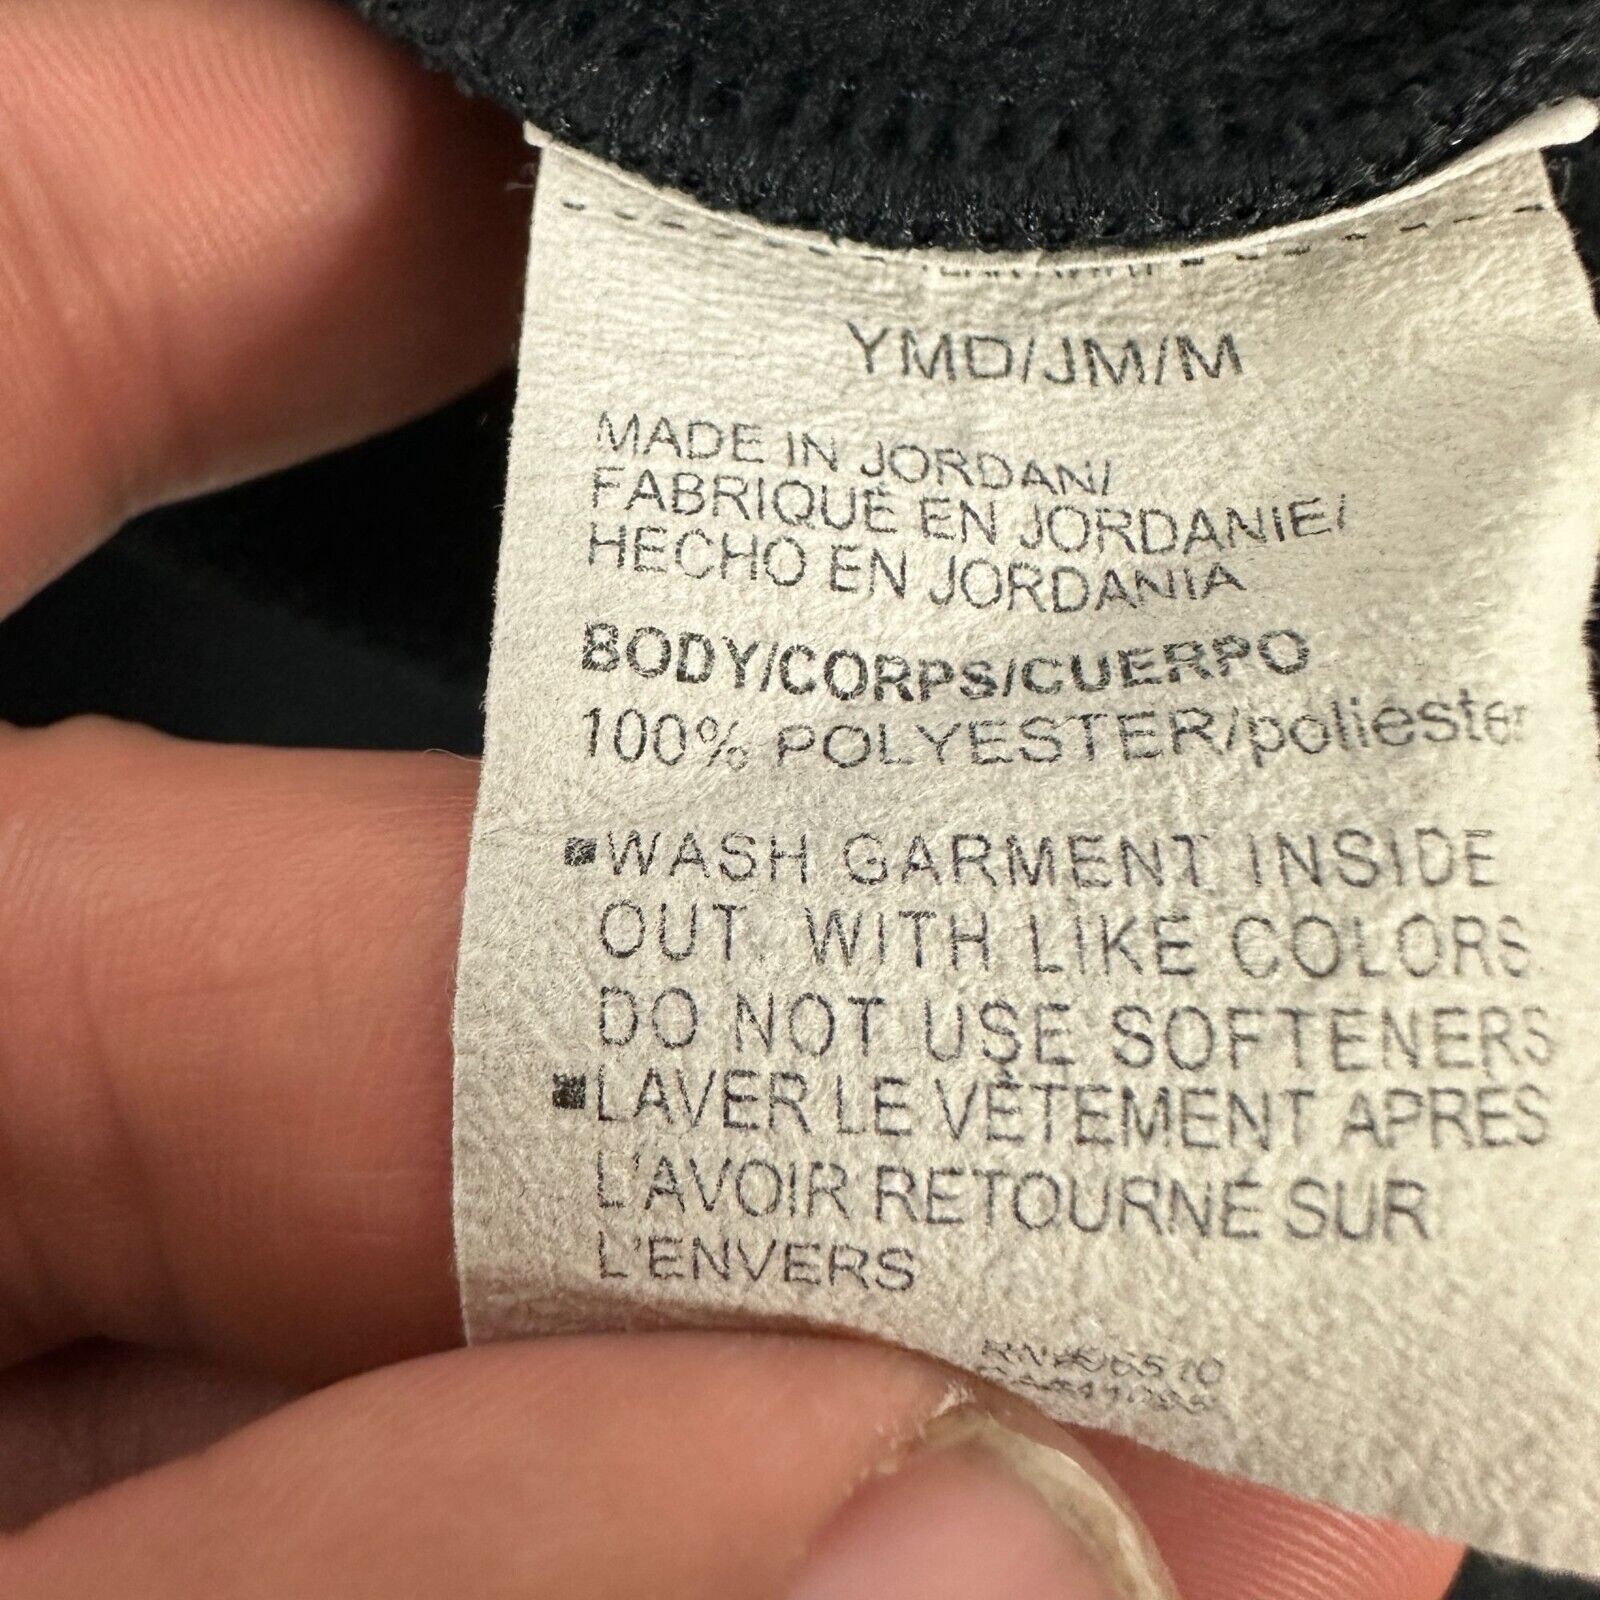 YMD/JM/M
MADE IN JORDAN/
FABRIQUÉ EN JORDANIE/
HECHO EN JORDANIA
BODY/CORPS/CUERPO
100% POLYESTER/poliester
■WASH GARMENT INSIDE
OUT, WITH LIKE COLORS.
DO NOT USE SOFTENERS
■LAVER LE VÊTEMENT APRÈS
L'AVOIR RETOURNÉ SUR
L'ENVERS